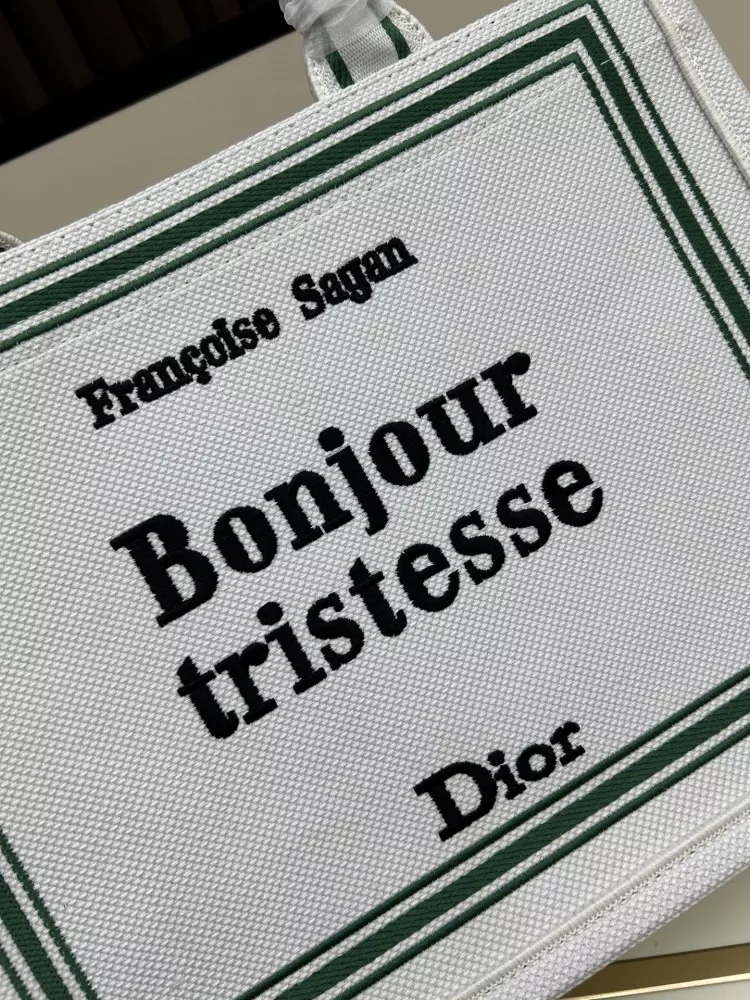 Françoise Sagan
Bonjour
tristesse
Dior